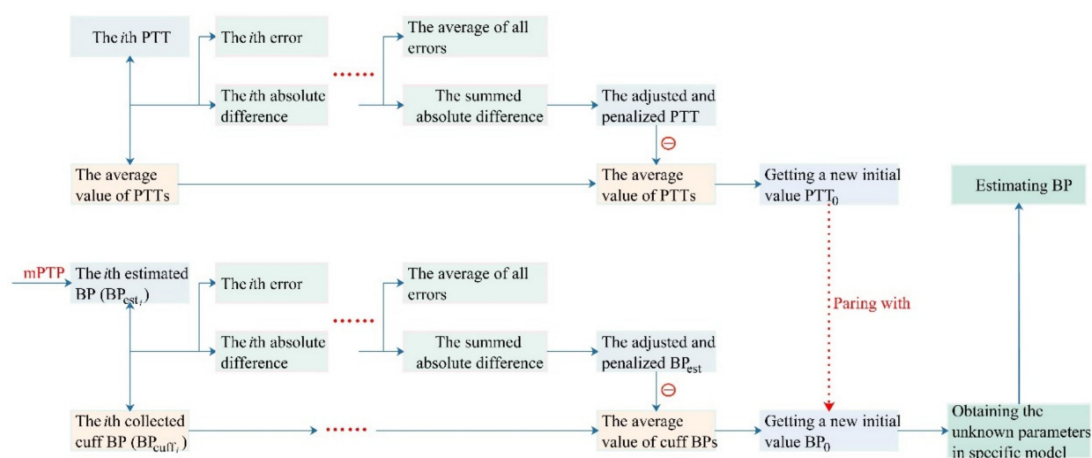 The ith PTT
The ith error
The average of all
errors
The ith absolute
difference
The summed
absolute difference
The adjusted and
penalized PTT
The average
value of PTTs
The average
value of PTTs
Getting a new initial
value PTT0
Estimating BP
mPTP
The ith estimated
BP (BPesti)
The ith error
The average of all
errors
Paring with
The ith absolute
difference
The summed
absolute difference
The adjusted and
penalized BPest
The ith collected
cuff BP (BPcuffi)
The average
value of cuff BPs
Getting a new initial
value BP0
Obtaining the
unknown parameters
in specific model